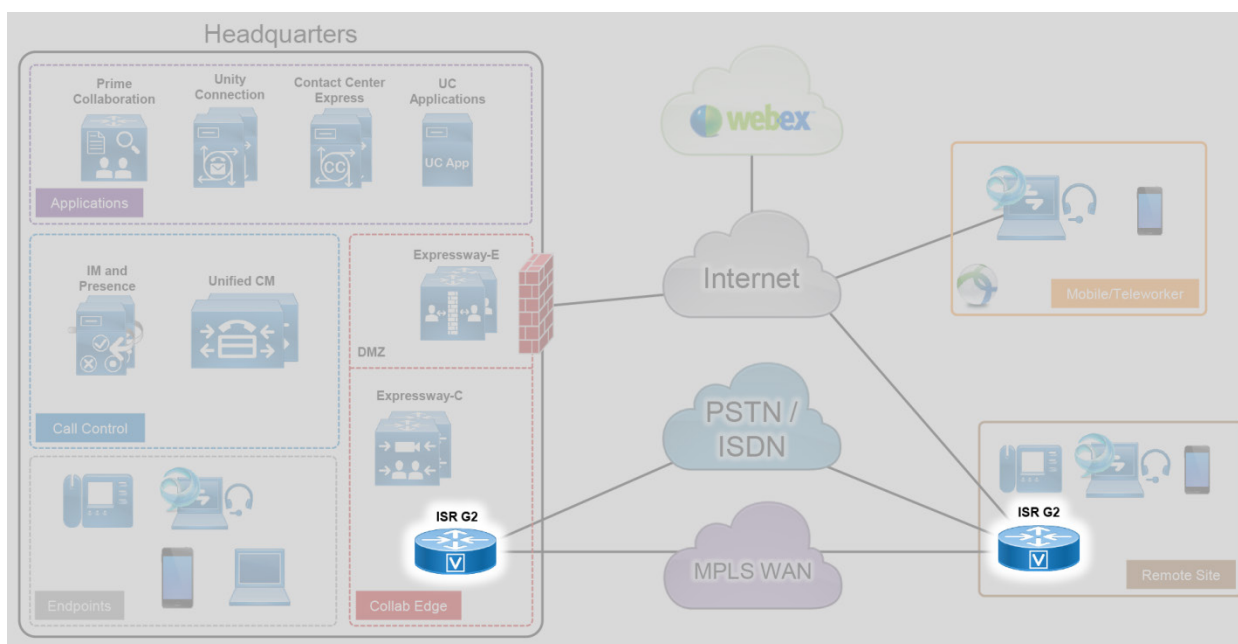 Headquarters
Prime
Collaboration
Unity
Connection
Contact Center
Express
UC
Applications
CC
UC App
Applications
IM and
Presence
Unified CM
Call Control
Expressway-E
DMZ
Expressway-C
ISR G2
V
Collab Edge
Endpoints
webex
Internet
PSTN /
ISDN
MPLS WAN
Mobile/Teleworker
ISR G2
V
Remote Site